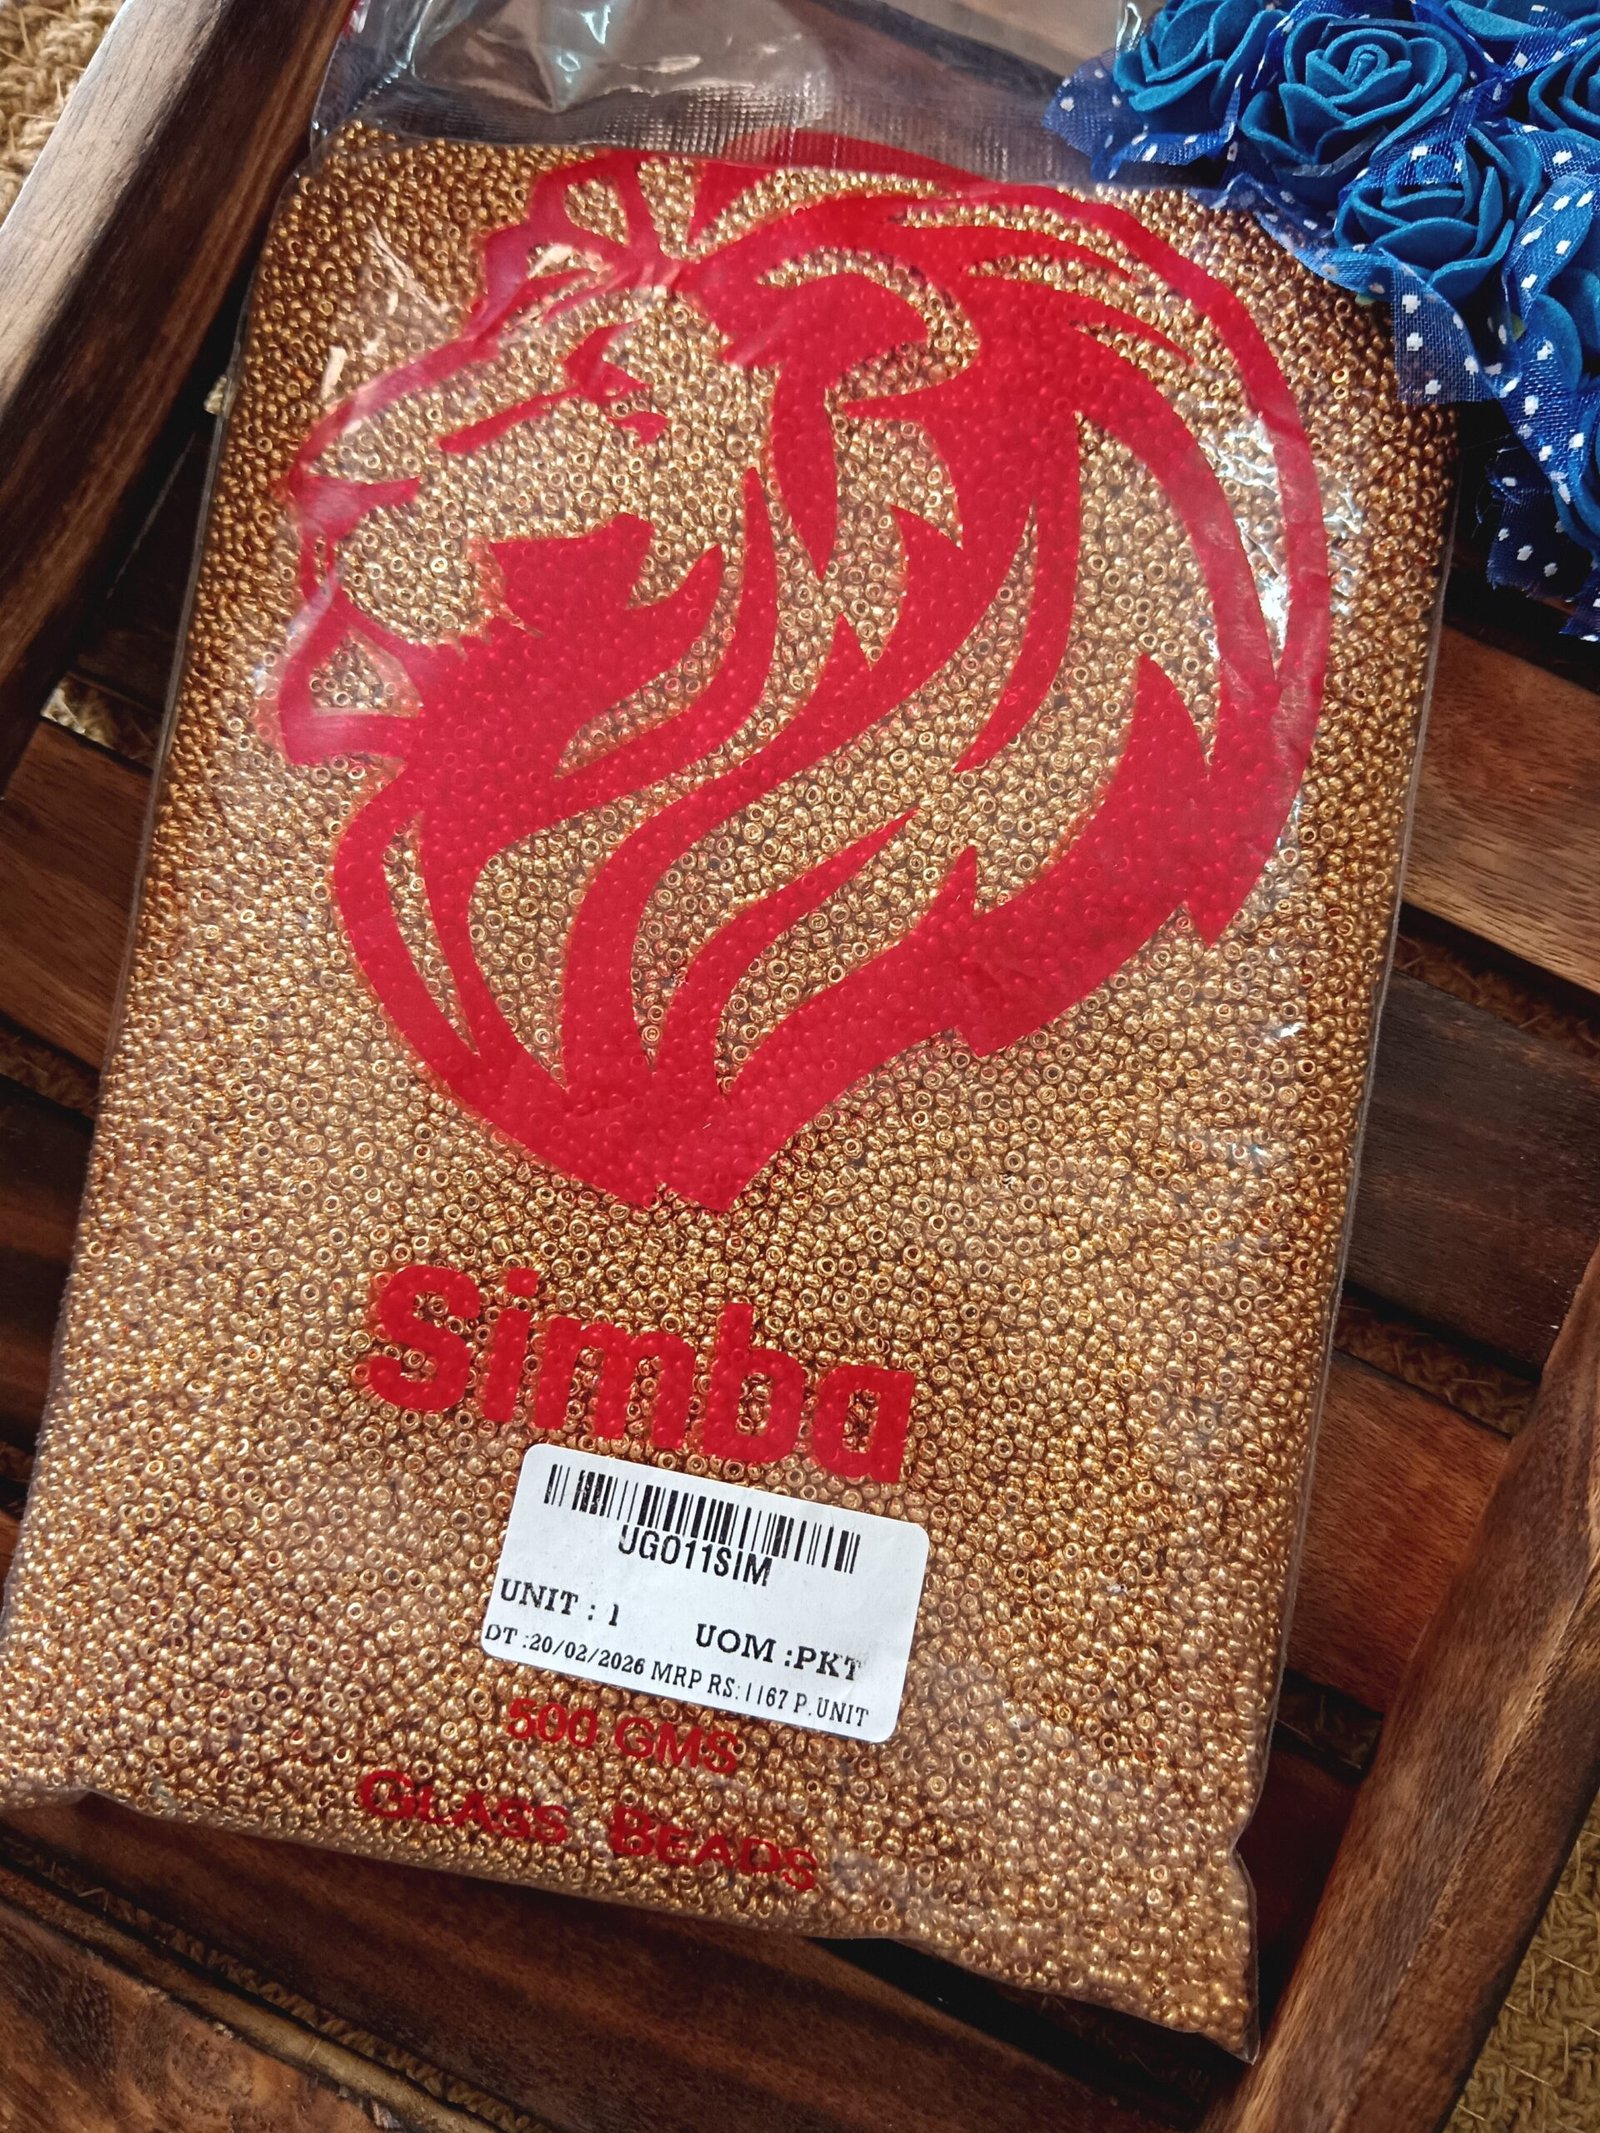 Simba
UG011SIM
UNIT : 1 UOM :PKT
DT :20/02/2026 MRP RS:1167 P.UNIT
500 GMS
GLASS BEADS